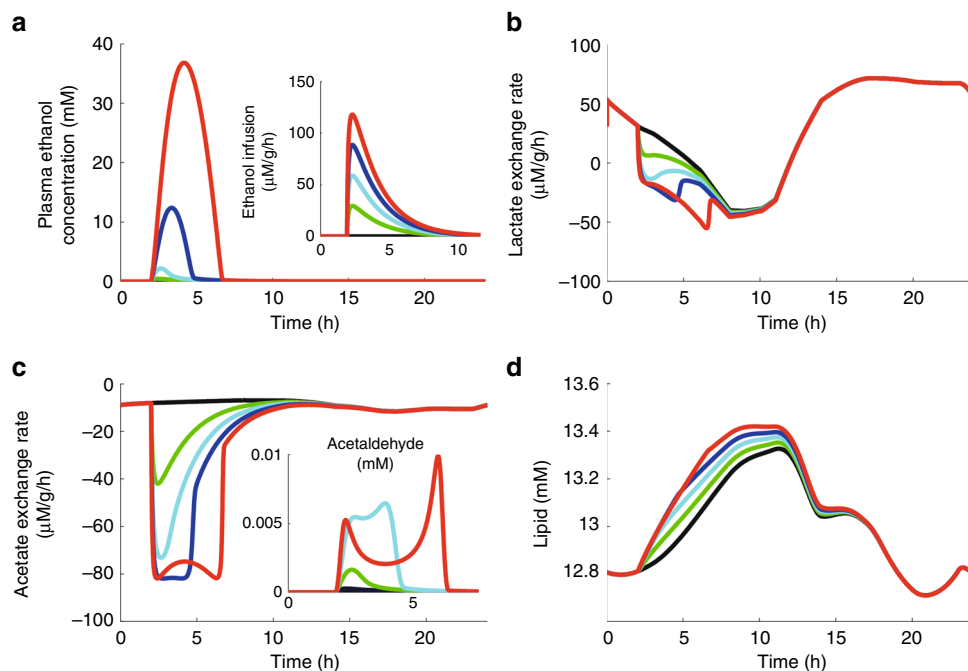 a
Plasma ethanol
concentration (mM)
40
30
20
10
0
0 5 10 15 20
Time (h)
Ethanol infusion
(μM/g/h)
150
100
50
0
0 5 10
b
Lactate exchange rate
(μM/g/h)
100
50
0
−50
−100
0 5 10 15 20
Time (h)
c
Acetate exchange rate
(μM/g/h)
0
−20
−40
−60
−80
−100
0 5 10 15 20
Time (h)
Acetaldehyde
(mM)
0.01
0.005
0
0 5
d
Lipid (mM)
13.6
13.4
13.2
13
12.8
0 5 10 15 20
Time (h)